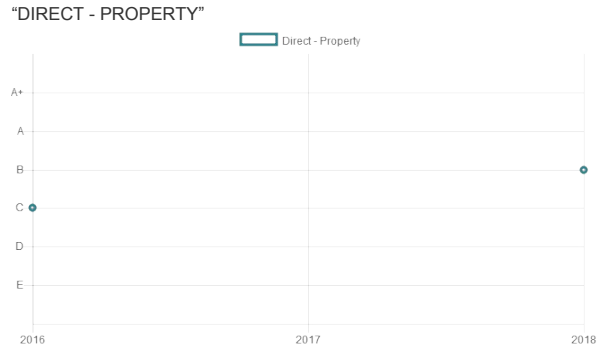 “DIRECT - PROPERTY”
Direct - Property
A+
A
B
C
D
E
2016 2017 2018